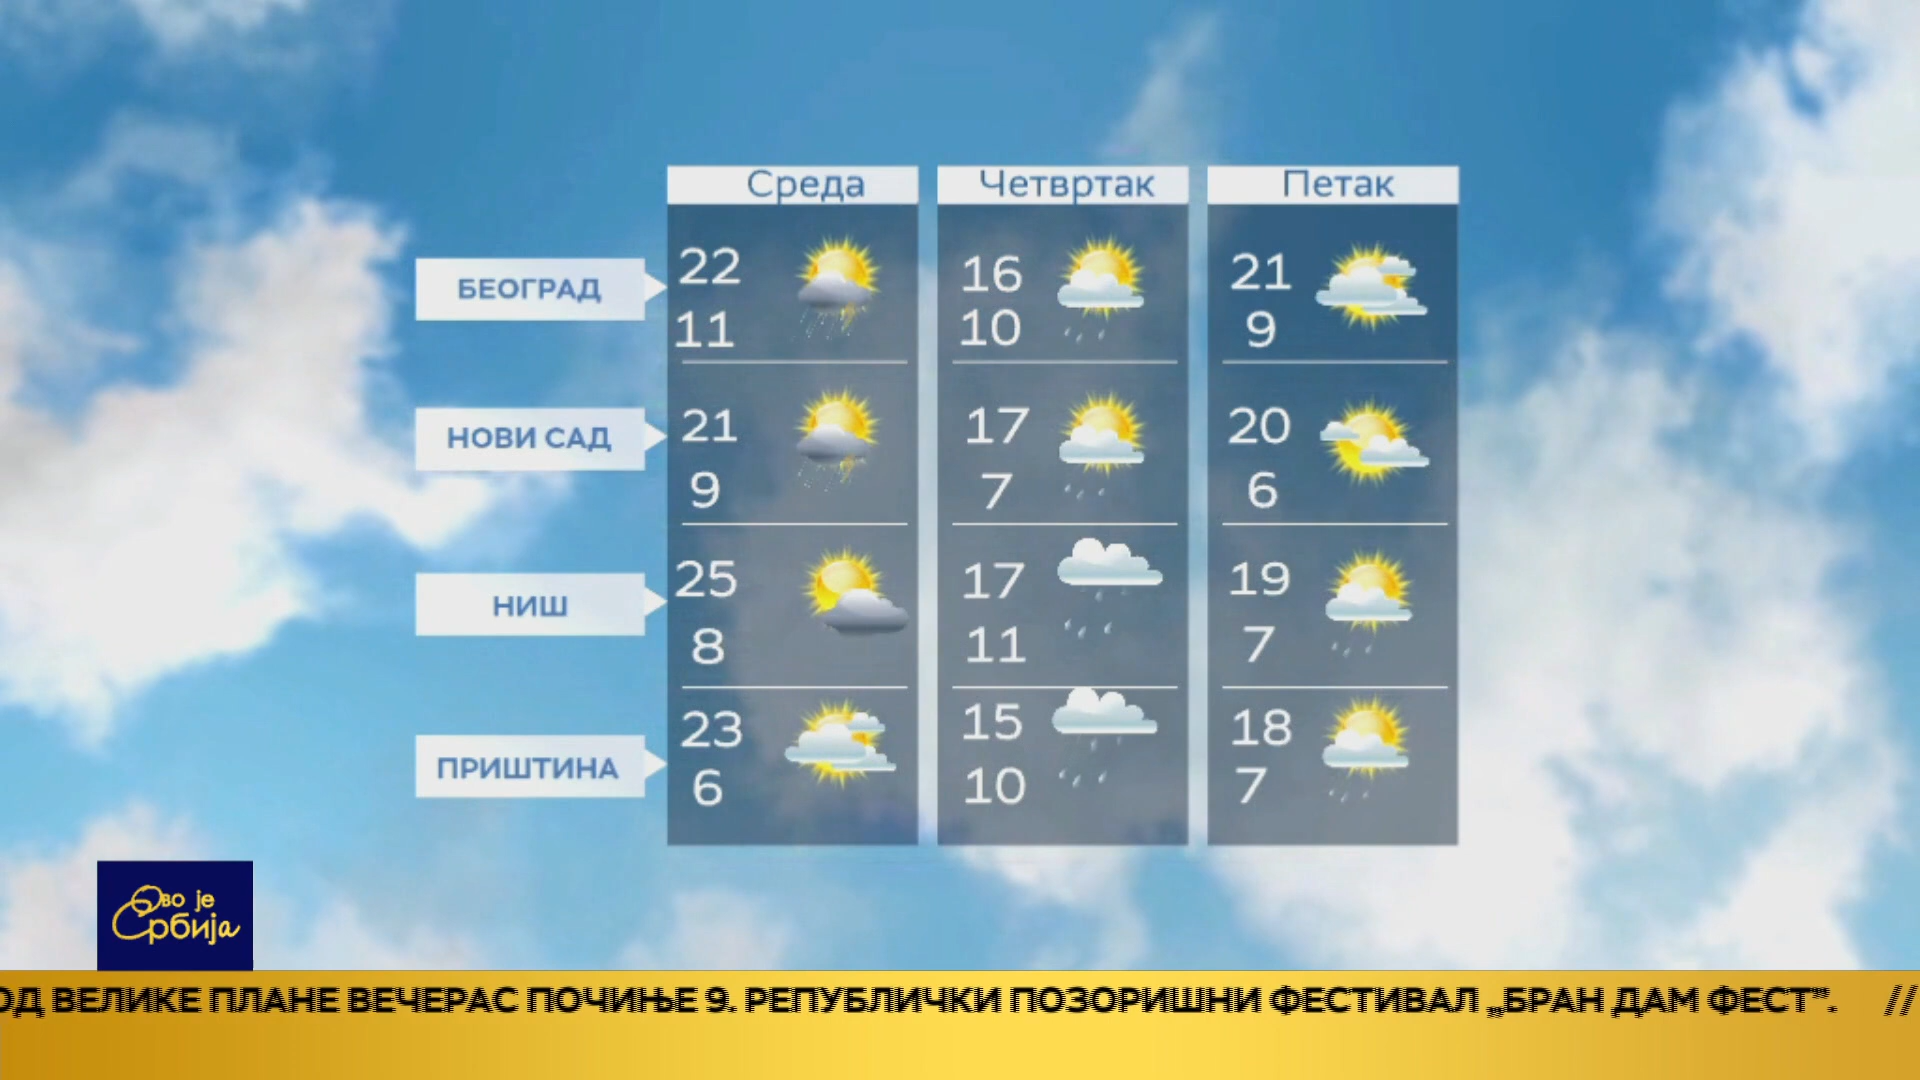 Среда Четвртак Петак
БЕОГРАД 22 16 21
11 10 9
НОВИ САД 21 17 20
9 7 6
НИШ 25 17 19
8 11 7
ПРИШТИНА 23 15 18
6 10 7
Ово је
Србија
ОД ВЕЛИКЕ ПЛАНЕ ВЕЧЕРАС ПОЧИЊЕ 9. РЕПУБЛИЧКИ ПОЗОРИШНИ ФЕСТИВАЛ „БРАН ДАМ ФЕСТ”. //